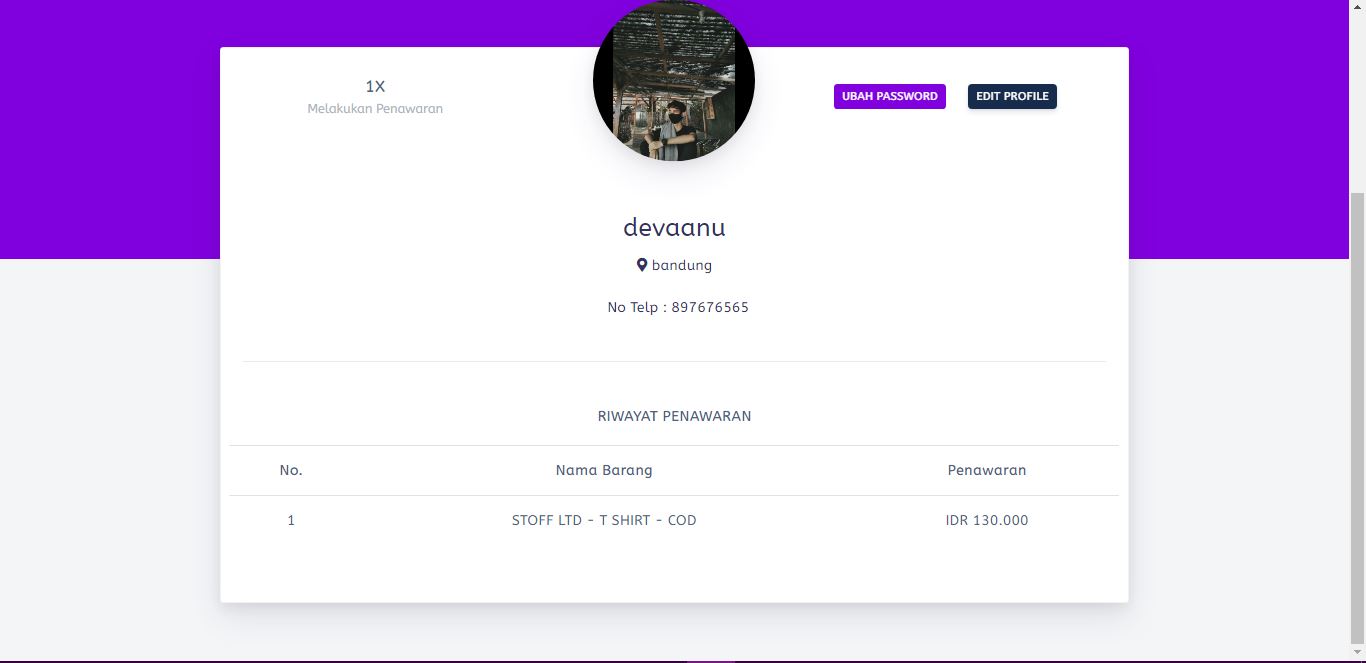 1X
Melakukan Penawaran
UBAH PASSWORD
EDIT PROFILE
devaanu
bandung
No Telp : 897676565
RIWAYAT PENAWARAN
No. Nama Barang Penawaran
1 STOFF LTD - T SHIRT - COD IDR 130.000